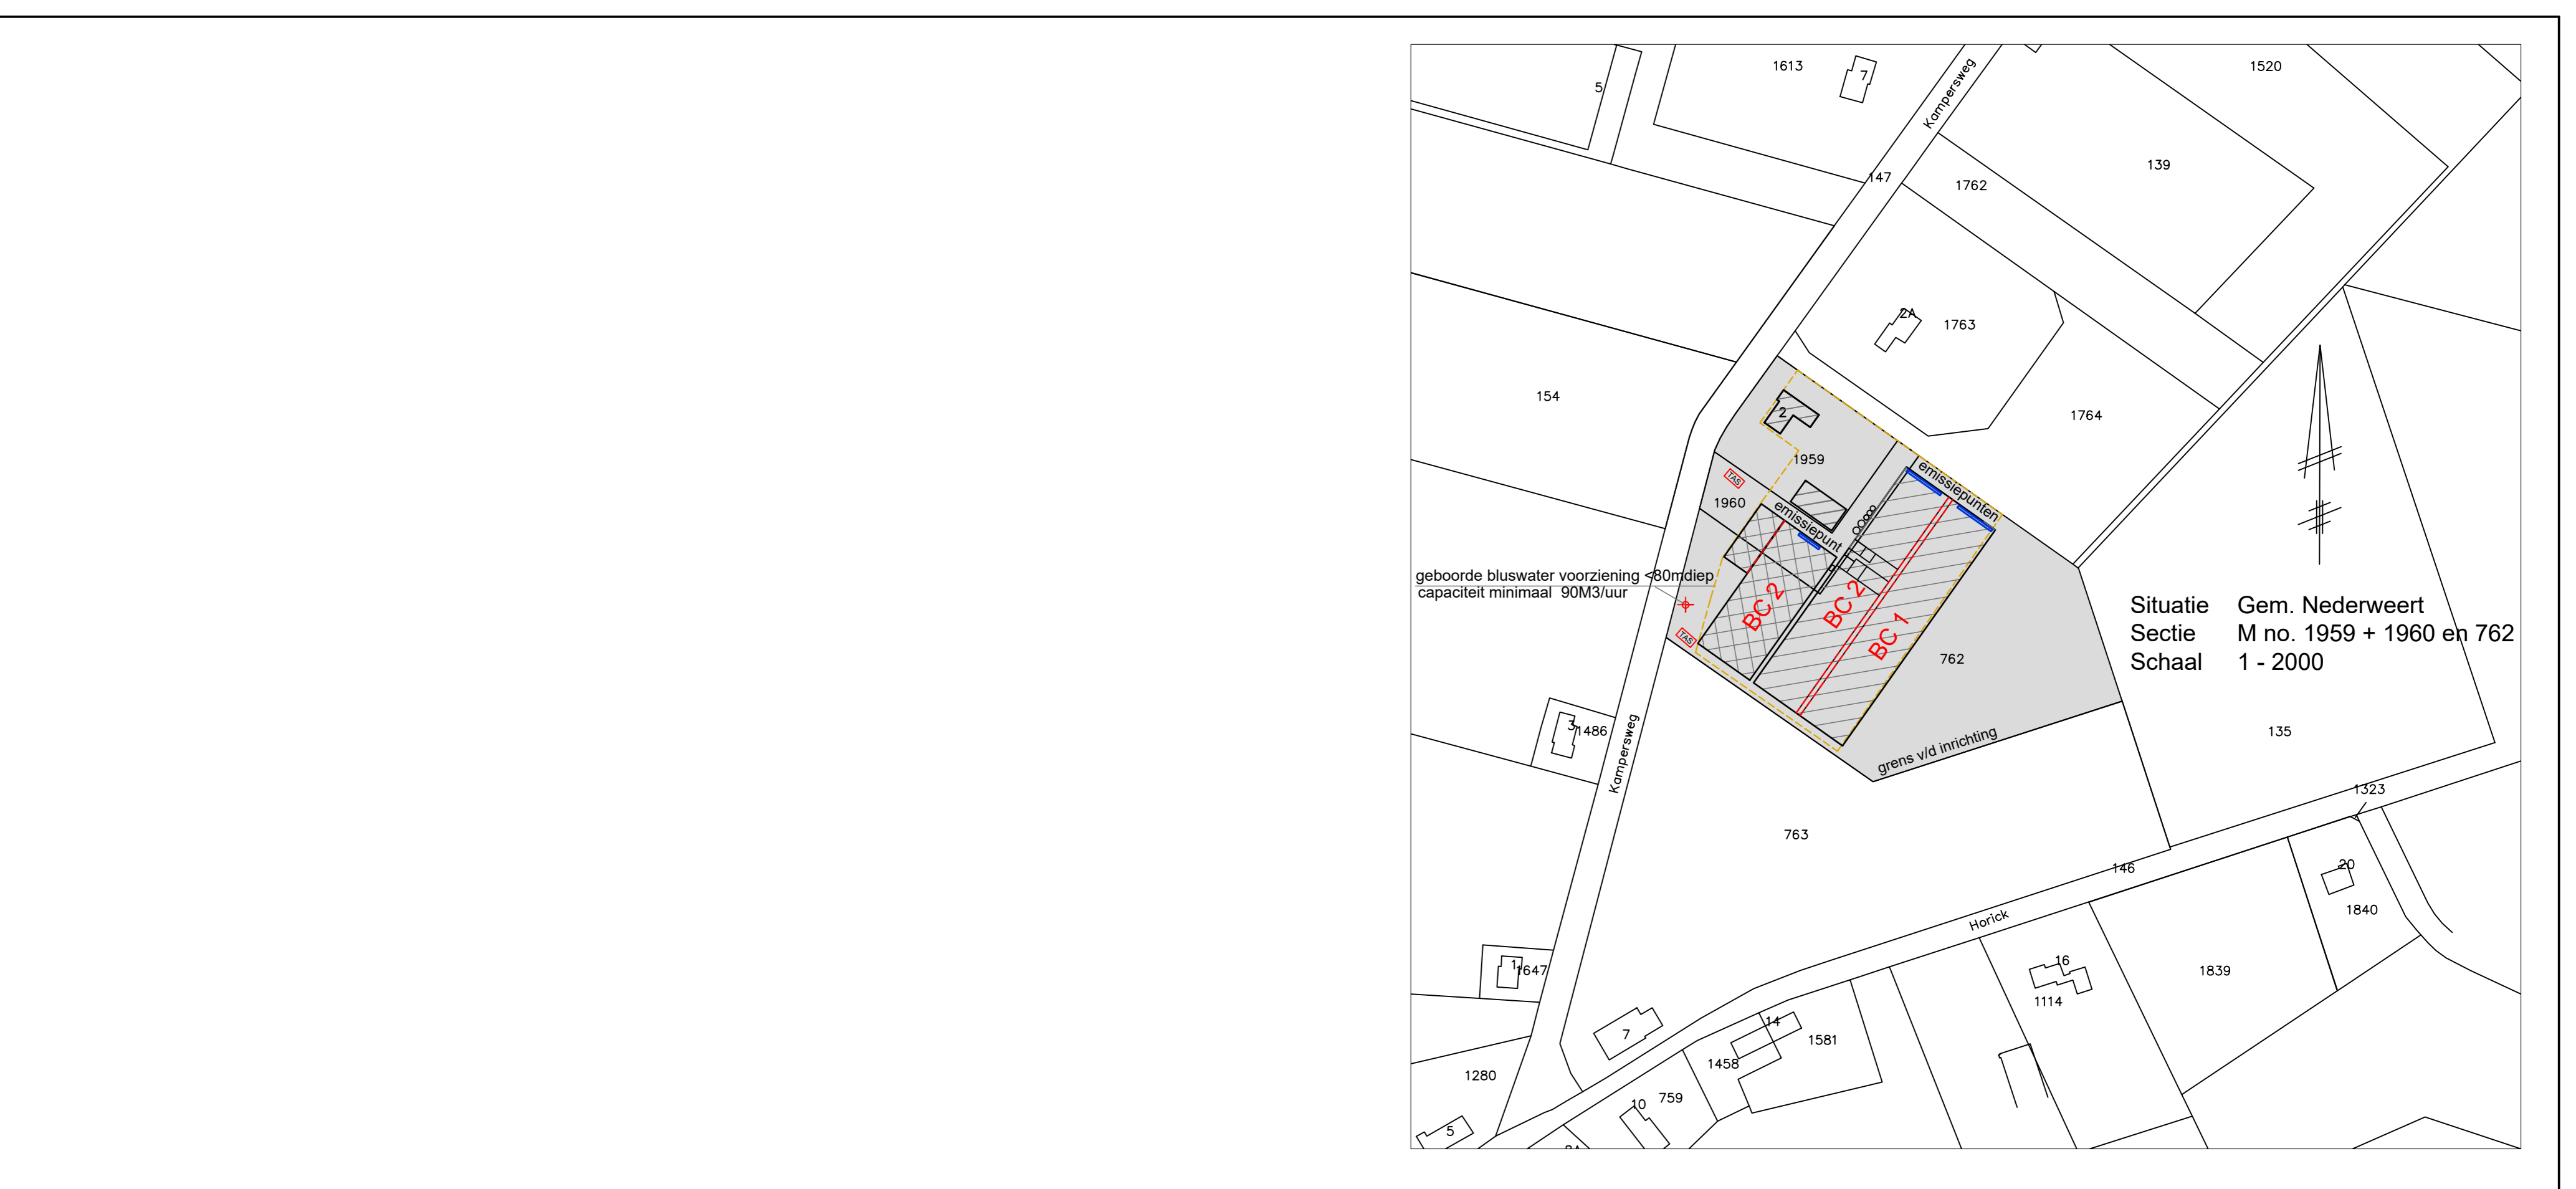 1613
7
5
Kampersweg
1520
139
147
1762
2A
1763
154
2
1764
1959
emissiepunten
TAS
1960
emissiepunt
geboorde bluswater voorziening <80mdiep
capaciteit minimaal 90M3/uur
BC 2
BC 2
BC 1
TAS
762
Situatie Gem. Nederweert
Sectie M no. 1959 + 1960 en 762
Schaal 1 - 2000
3
1486
Kampersweg
grens v/d inrichting
135
1323
763
146
20
1840
Horick
1
1647
16
1839
1114
14
7
1581
1458
1280
759
10
5